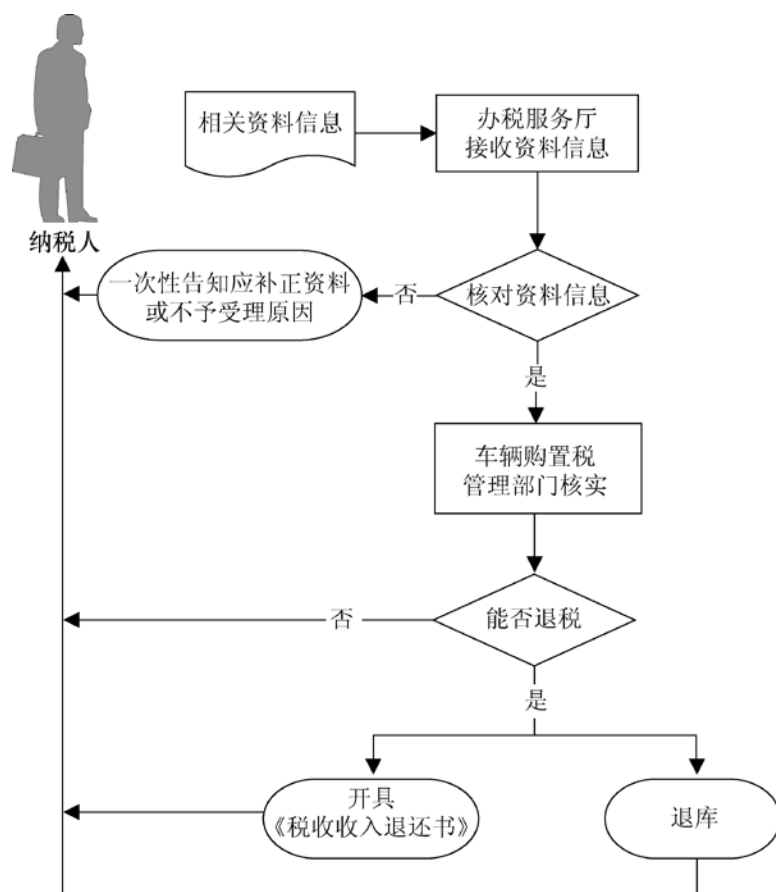 相关资料信息
办税服务厅
接收资料信息
纳税人
一次性告知应补正资料
或不予受理原因
否
核对资料信息
是
车辆购置税
管理部门核实
否
能否退税
是
开具
《税收收入退还书》
退库